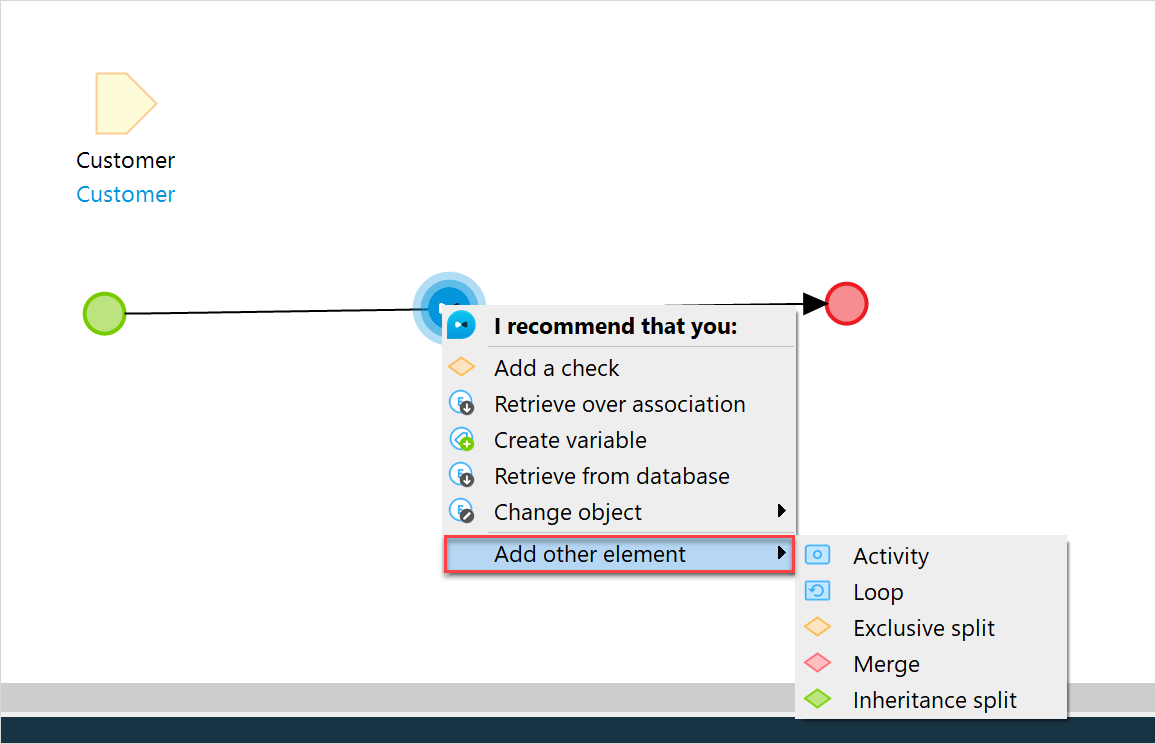 Customer
Customer
I recommend that you:
Add a check
Retrieve over association
Create variable
Retrieve from database
Change object
Add other element
Activity
Loop
Exclusive split
Merge
Inheritance split